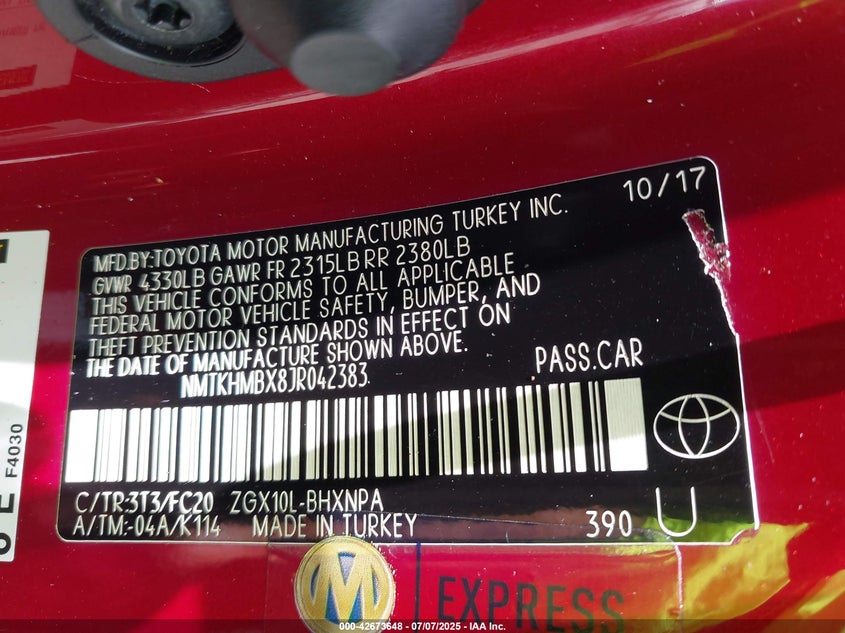 10/17
MFD.BY:TOYOTA MOTOR MANUFACTURING TURKEY INC.
GVWR 4330LB GAWR FR 2315LB RR 2380LB
THIS VEHICLE CONFORMS TO ALL APPLICABLE
FEDERAL MOTOR VEHICLE SAFETY, BUMPER, AND
THEFT PREVENTION STANDARDS IN EFFECT ON
THE DATE OF MANUFACTURE SHOWN ABOVE.
NMTKHMBX8JR042383
PASS.CAR
C/TR:3T3/FC20 ZGX10L-BHXNPA
A/TM:-04A/K114 MADE IN TURKEY
390 U
F4030
E
M
EXPRESS
000-42673648 - 07/07/2025 - IAA Inc.